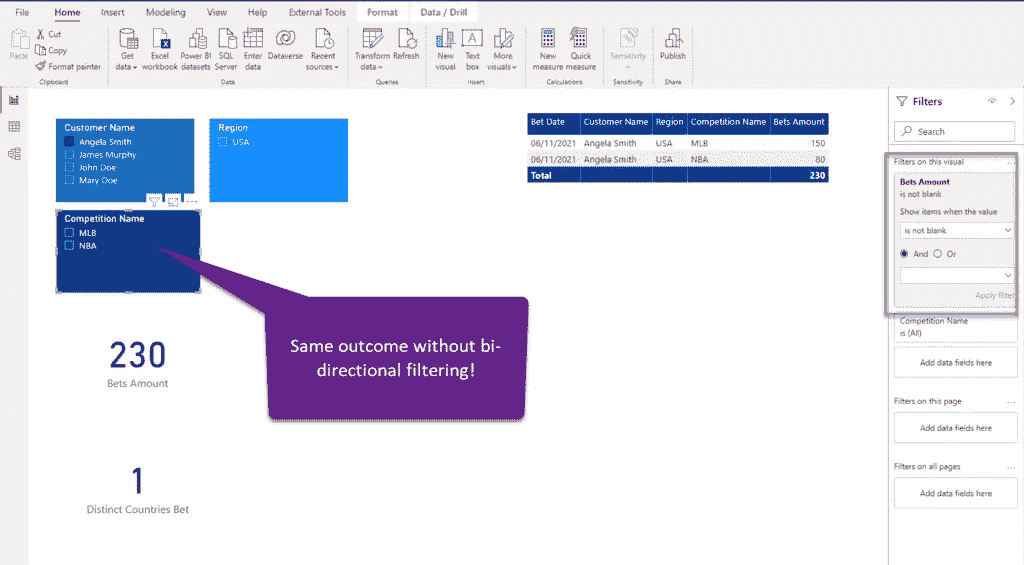 File Home Insert Modeling View Help External Tools Format Data / Drill
Paste
Cut
Copy
Format painter
Get data
Excel workbook
Power BI datasets
SQL Server
Enter data
Dataverse
Recent sources
Transform data
Refresh
New visual
Text box
More visuals
New measure
Quick measure
Sensitivity
Publish
Clipboard Data Queries Insert Calculations Sensitivity Share
Customer Name
Angela Smith
James Murphy
John Doe
Mary Doe
Region
USA
Competition Name
MLB
NBA
Bet Date Customer Name Region Competition Name Bets Amount
06/11/2021 Angela Smith USA MLB 150
06/11/2021 Angela Smith USA NBA 80
Total 230
Same outcome without bi-
directional filtering!
230
Bets Amount
1
Distinct Countries Bet
Filters
Search
Filters on this visual ...
Bets Amount
is not blank
Show items when the value
is not blank
And Or
Apply filter
Competition Name
is (All)
Add data fields here
Filters on this page ...
Add data fields here
Filters on all pages ...
Add data fields here